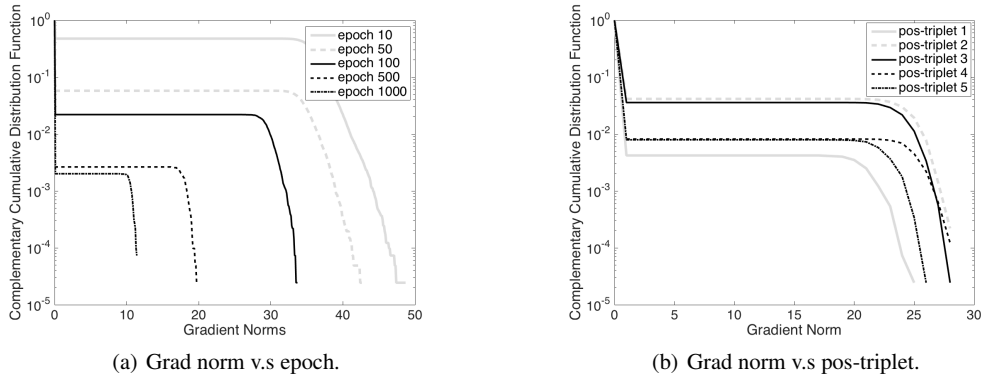 Complementary Cumulative Distribution Function
10^0
10^-1
10^-2
10^-3
10^-4
10^-5
0 10 20 30 40 50
Gradient Norms
epoch 10
epoch 50
epoch 100
epoch 500
epoch 1000
(a) Grad norm v.s epoch.
Complementary Cumulative Distribution Function
10^0
10^-1
10^-2
10^-3
10^-4
10^-5
0 5 10 15 20 25 30
Gradient Norm
pos-triplet 1
pos-triplet 2
pos-triplet 3
pos-triplet 4
pos-triplet 5
(b) Grad norm v.s pos-triplet.